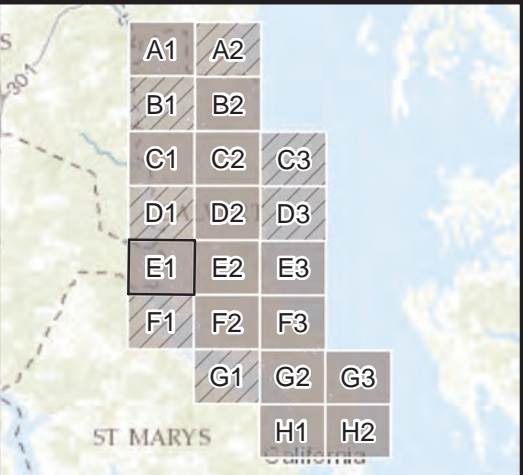 S
301
A1 A2
B1 B2
C1 C2 C3
D1 D2 D3
E1 E2 E3
F1 F2 F3
G1 G2 G3
H1 H2
ST MARYS
California